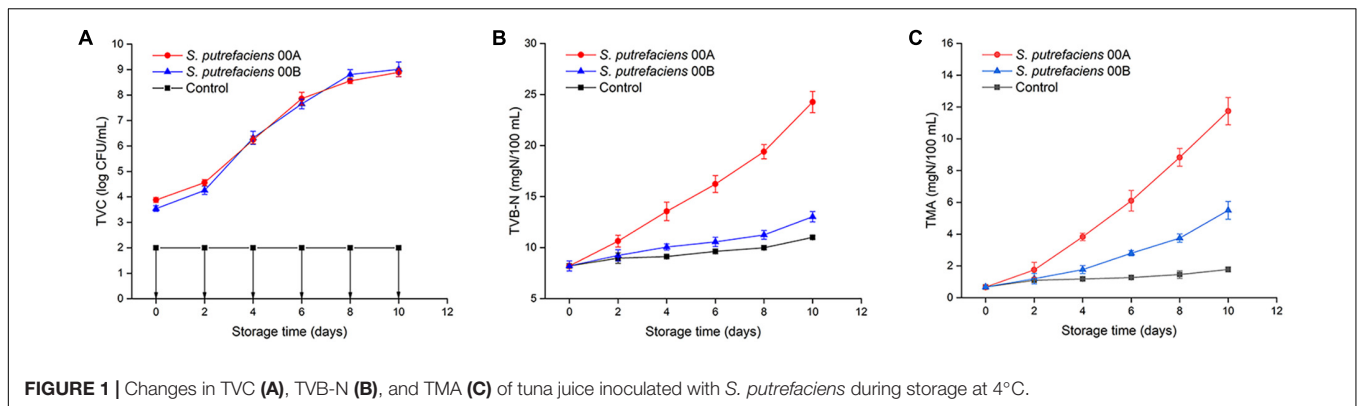 A
S. putrefaciens 00A
S. putrefaciens 00B
Control
TVC (log CFU/mL)
10
9
8
7
6
5
4
3
2
1
0
0 2 4 6 8 10 12
Storage time (days)
B
S. putrefaciens 00A
S. putrefaciens 00B
Control
TVB-N (mgN/100 mL)
30
25
20
15
10
5
0 2 4 6 8 10 12
Storage time (days)
C
S. putrefaciens 00A
S. putrefaciens 00B
Control
TMA (mgN/100 mL)
16
14
12
10
8
6
4
2
0
0 2 4 6 8 10 12
Storage time (days)
FIGURE 1 | Changes in TVC (A), TVB-N (B), and TMA (C) of tuna juice inoculated with S. putrefaciens during storage at 4°C.